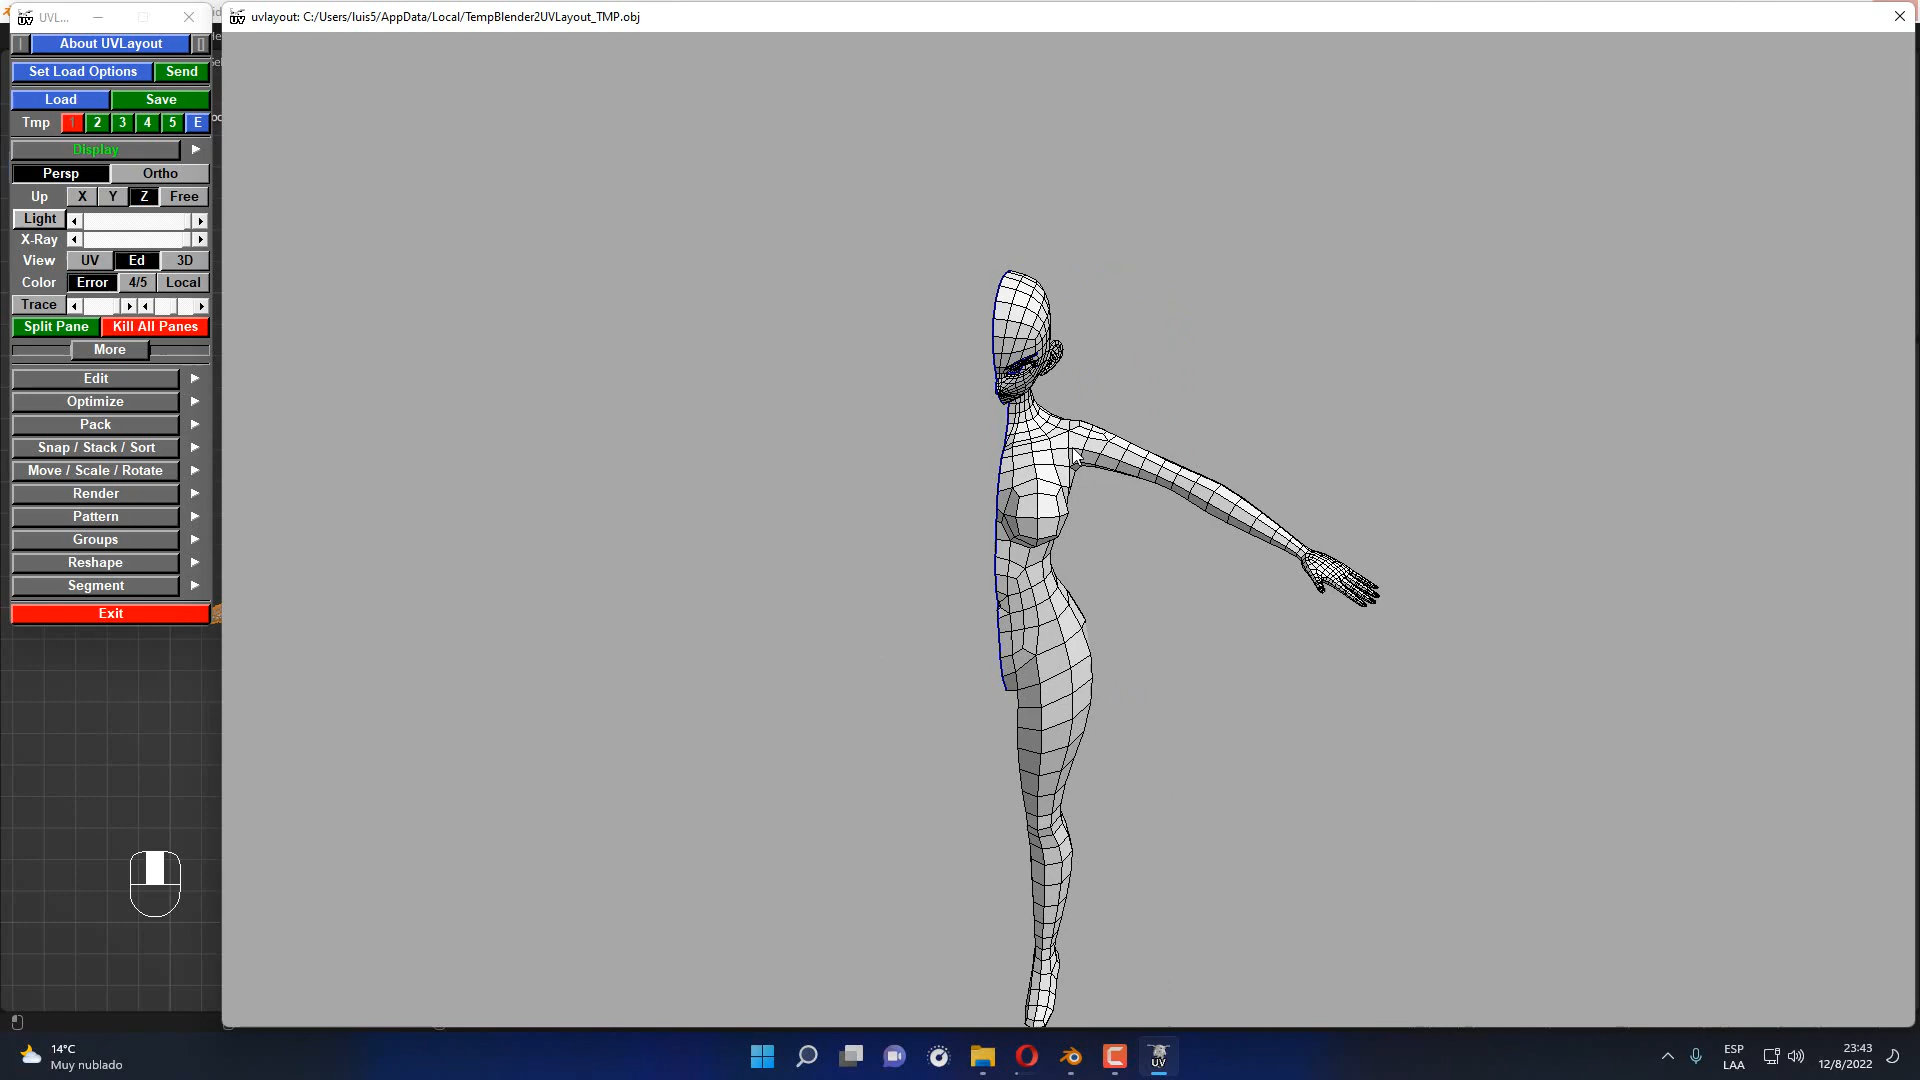 UVL...
uvlayout: C:/Users/luis5/AppData/Local/TempBlender2UVLayout_TMP.obj
About UVLayout
Set Load Options Send
Load Save
Tmp 1 2 3 4 5 E
Display
Persp Ortho
Up X Y Z Free
Light
X-Ray
View UV Ed 3D
Color Error 4/5 Local
Trace
Split Pane Kill All Panes
More
Edit
Optimize
Pack
Snap / Stack / Sort
Move / Scale / Rotate
Render
Pattern
Groups
Reshape
Segment
Exit
14°C
Muy nublado
UV
ESP
LAA
23:43
12/8/2022